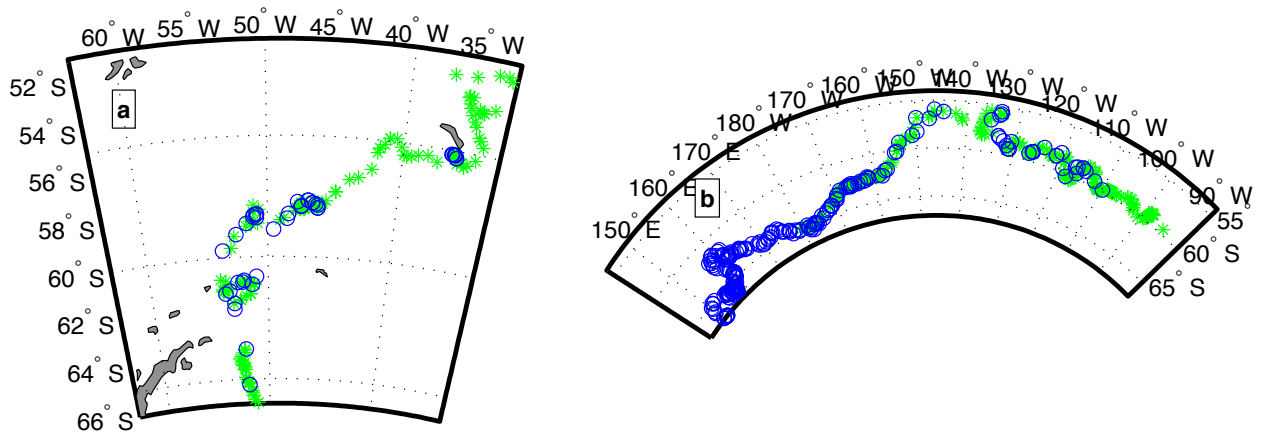 60° W 55° W 50° W 45° W 40° W 35° W
52° S
54° S
56° S
58° S
60° S
62° S
64° S
66° S
a
150° E
160° E
170° E
180° W
170° W
160° W
150° W
140° W
130° W
120° W
110° W
100° W
90° W
55°
60° S
65° S
b